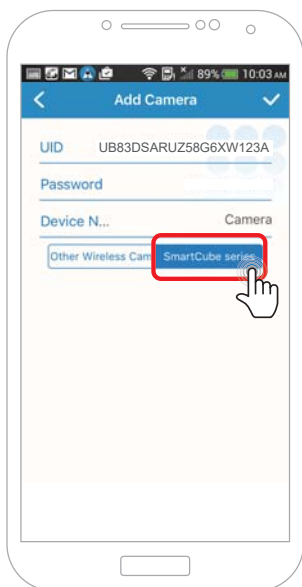 89% 10:03 AM
Add Camera
UID UB83DSARUZ58G6XW123A
Password
Device N... Camera
Other Wireless Cam SmartCube series